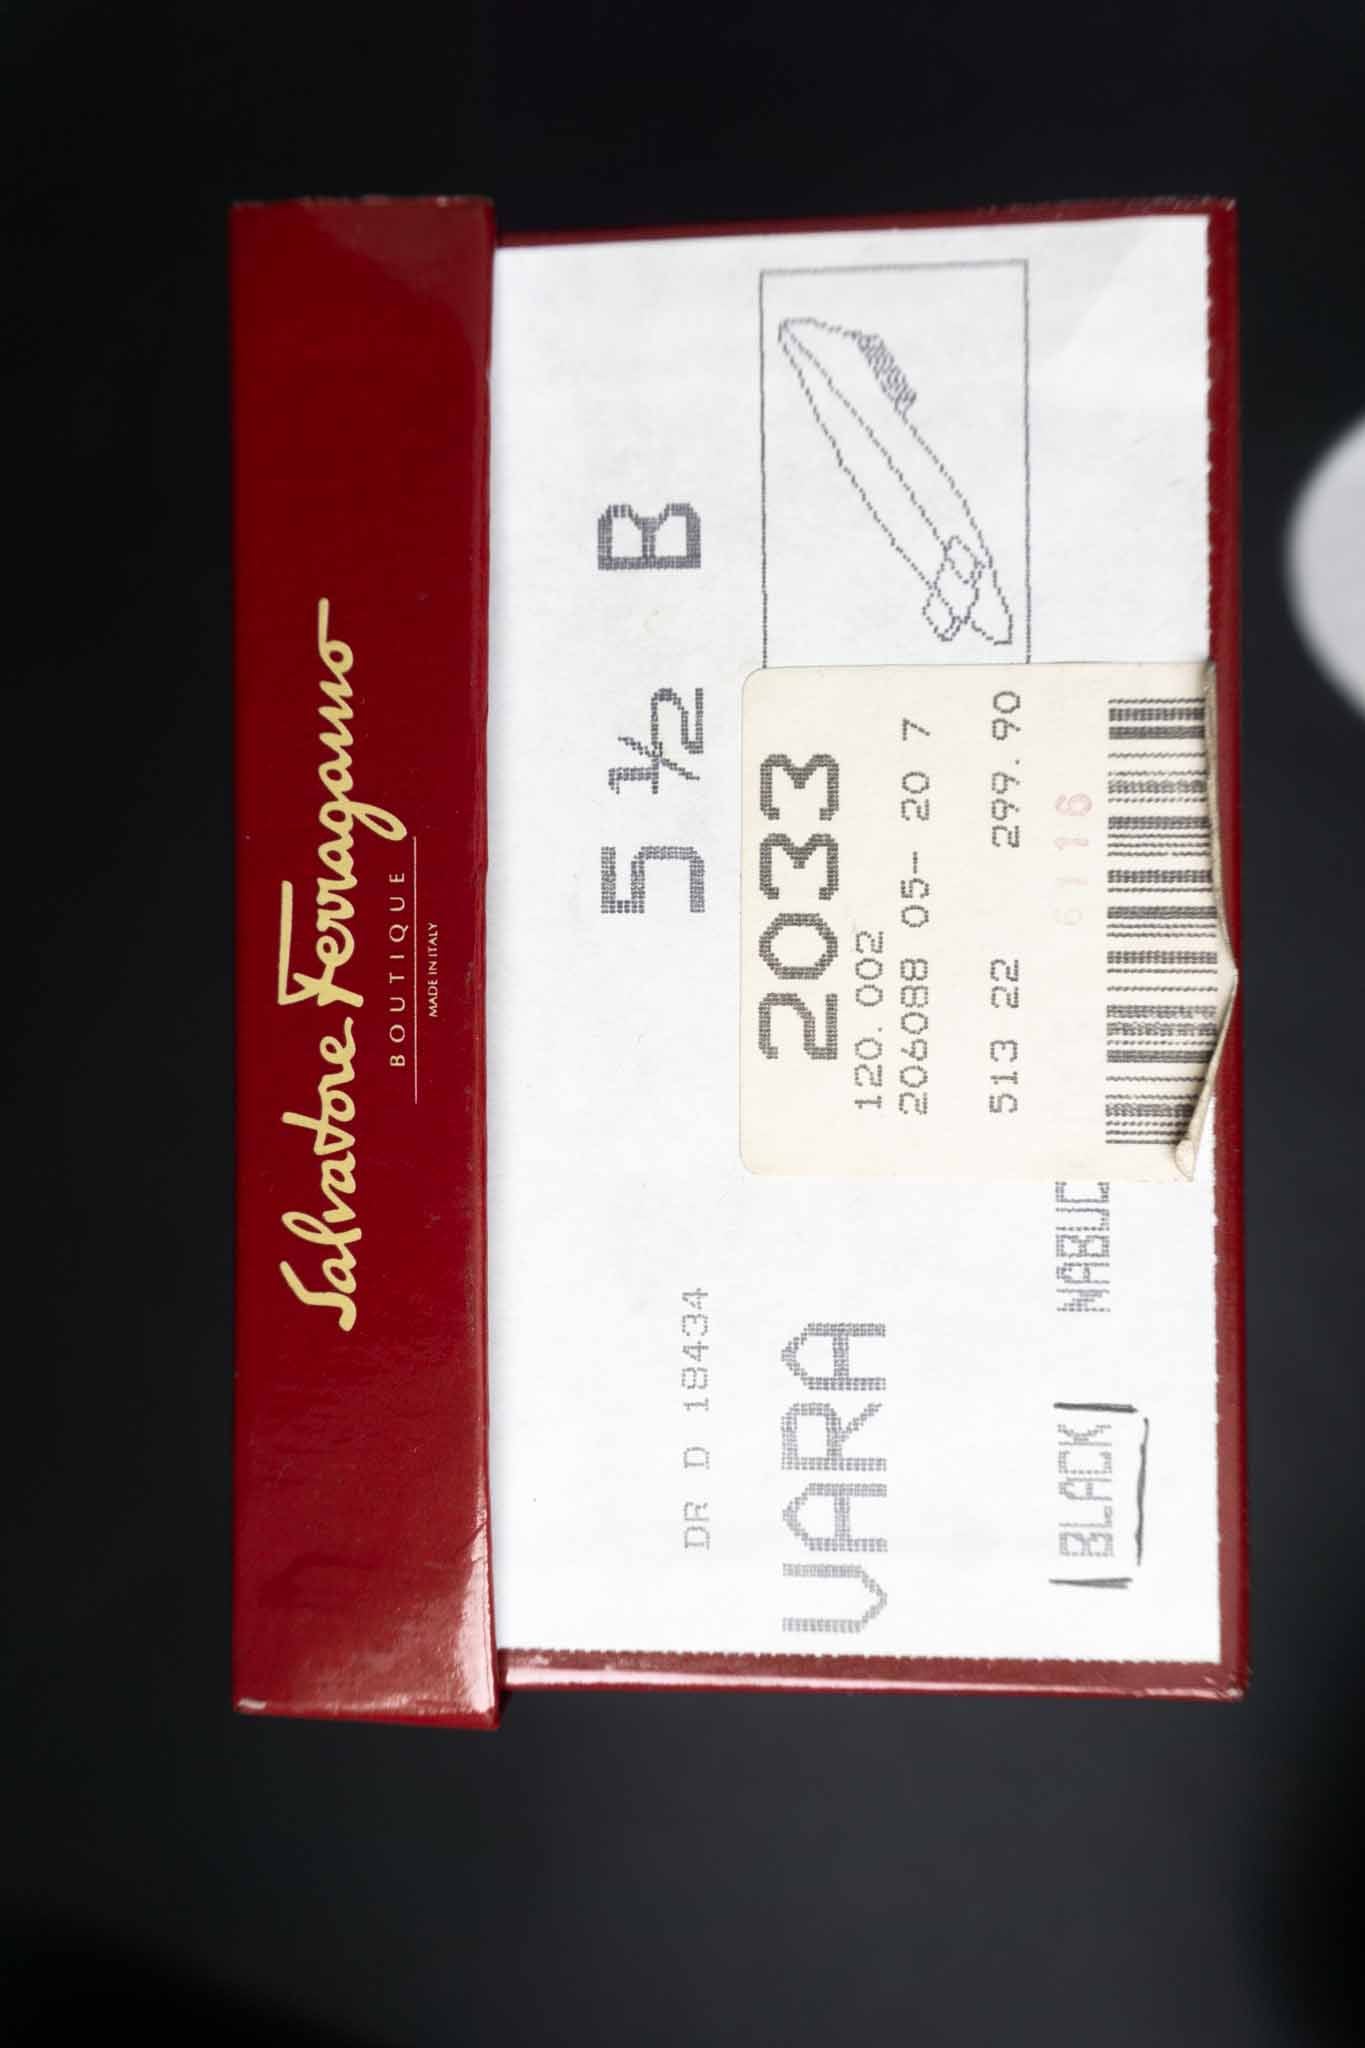 Salvatore Ferragamo
BOUTIQUE
MADE IN ITALY
5 ½ B
DR D 18434
VARA
2033
120.002
206088 05- 20 7
513 22 299.90
6116
BLACK NABUC